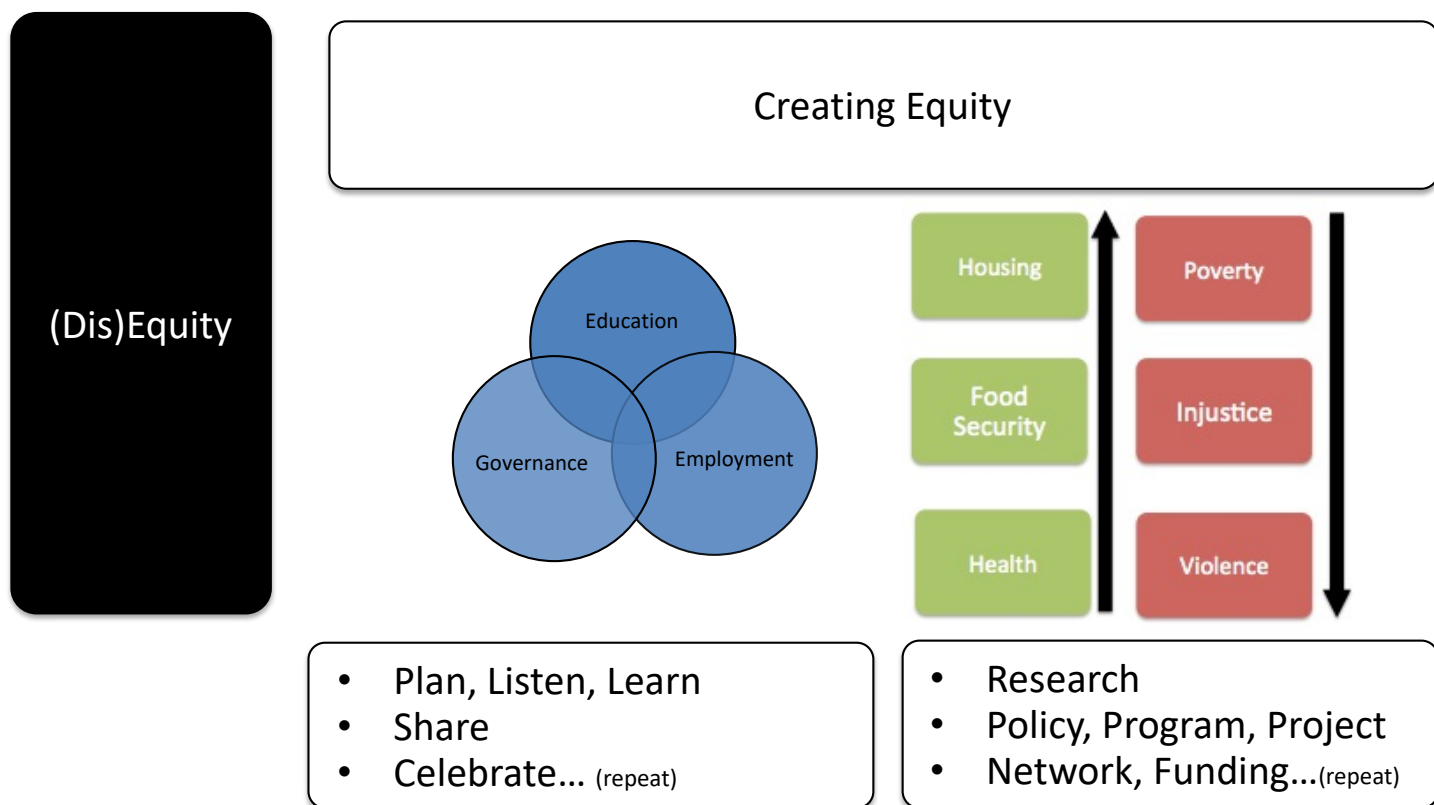 Creating Equity
(Dis)Equity
Education
Governance
Employment
Housing
Poverty
Food
Security
Injustice
Health
Violence
• Plan, Listen, Learn
• Share
• Celebrate… (repeat)
• Research
• Policy, Program, Project
• Network, Funding…(repeat)